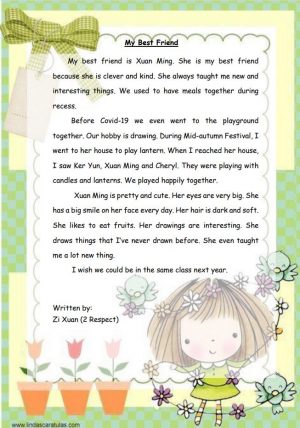 My Best Friend
My best friend is Xuan Ming. She is my best friend
because she is clever and kind. She always taught me new and
interesting things. We used to have meals together during
recess.
Before Covid-19 we even went to the playground
together. Our hobby is drawing. During Mid-autumn Festival, I
went to her house to play lantern. When I reached her house,
I saw Ker Yun, Xuan Ming and Cheryl. They were playing with
candles and lanterns. We played happily together.
Xuan Ming is pretty and cute. Her eyes are very big. She
has a big smile on her face every day. Her hair is dark and soft.
She likes to eat fruits. Her drawings are interesting. She
draws things that I've never drawn before. She even taught
me a lot new thing.
I wish we could be in the same class next year.
Written by:
Zi Xuan (2 Respect)
www.lindascaratulas.com